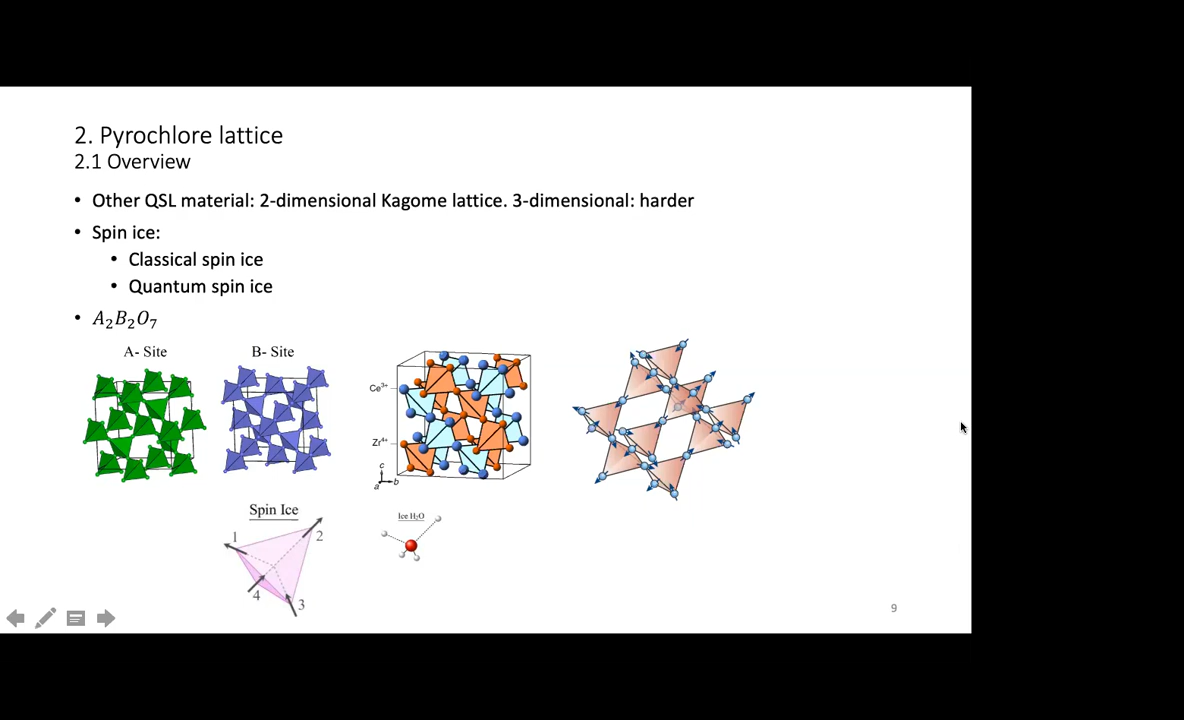 2. Pyrochlore lattice
2.1 Overview
• Other QSL material: 2-dimensional Kagome lattice. 3-dimensional: harder
• Spin ice:
• Classical spin ice
• Quantum spin ice
• A₂B₂O₇
A- Site
B- Site
Ce³⁺
Zr⁴⁺
c
a
b
Spin Ice
1
2
3
4
Ice H₂O
9